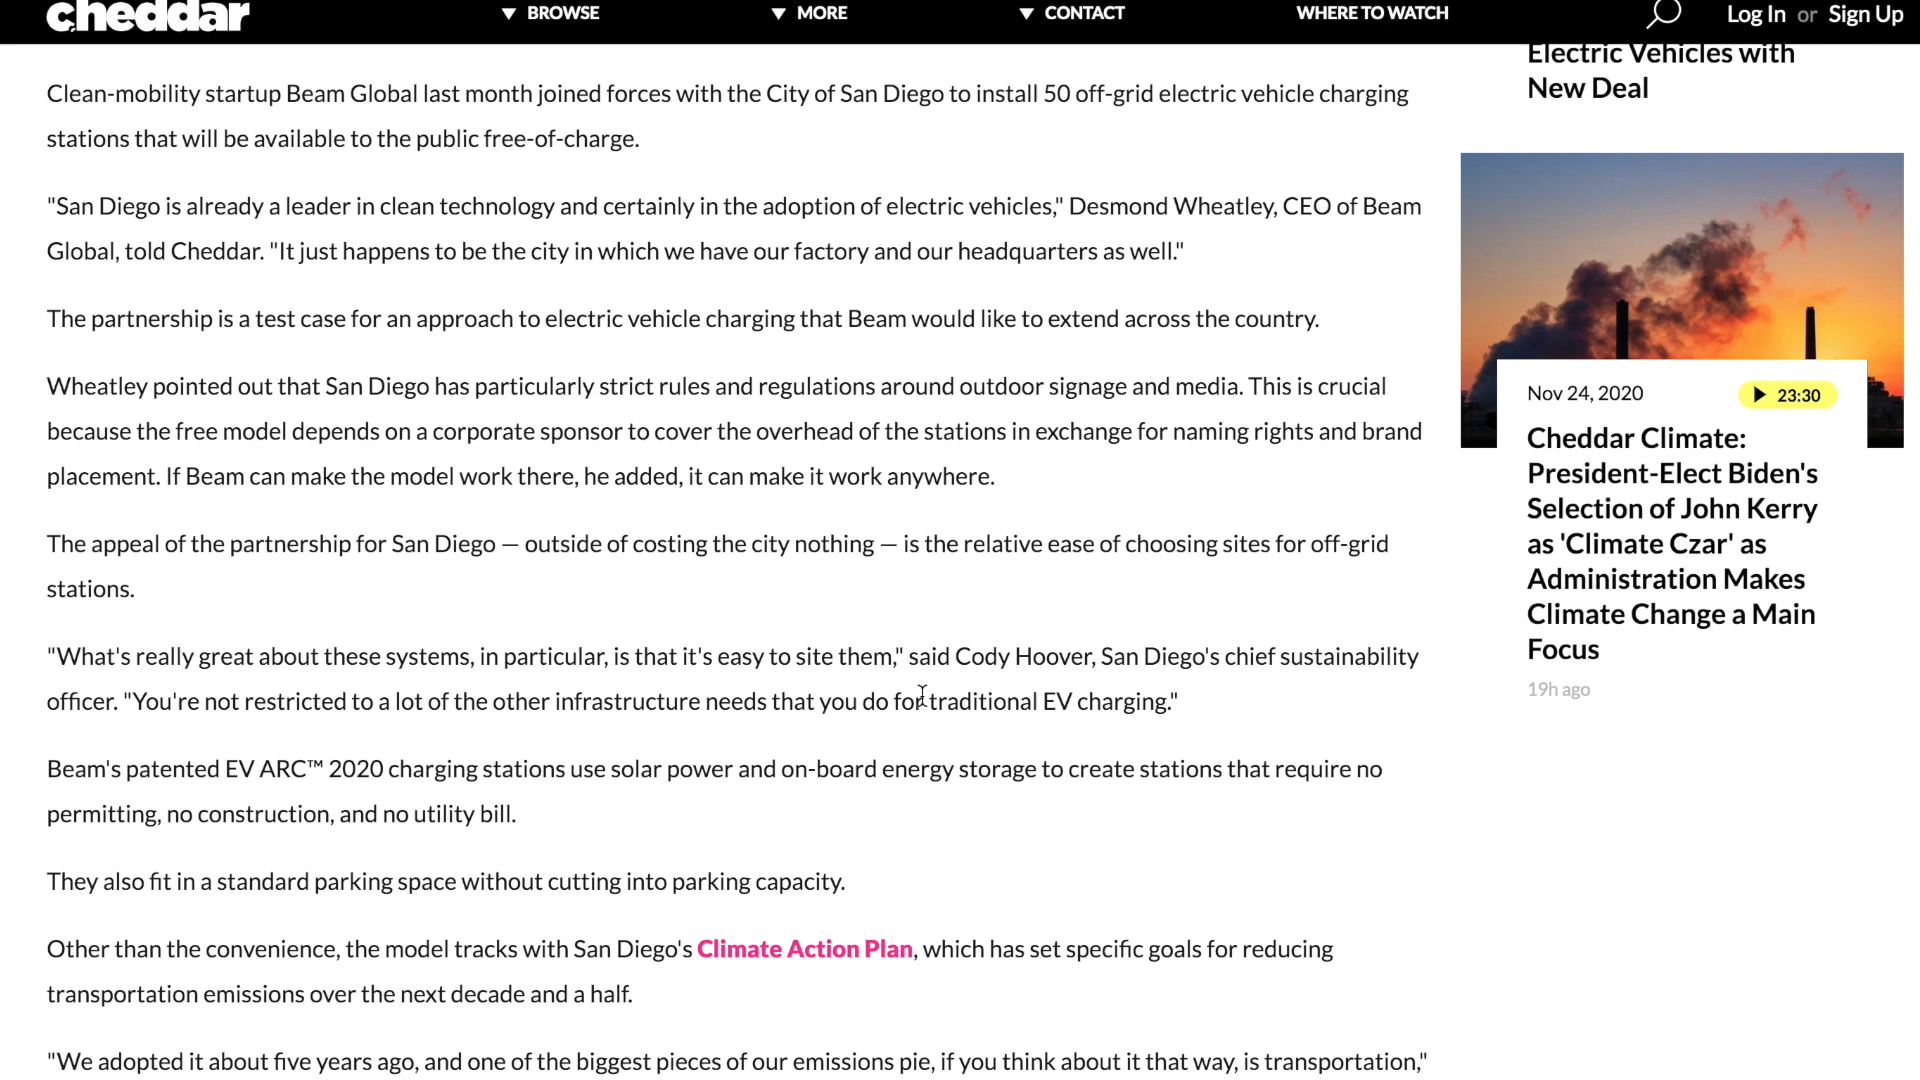 cheddar
▼ BROWSE
▼ MORE
▼ CONTACT
WHERE TO WATCH
Log In or Sign Up
Clean-mobility startup Beam Global last month joined forces with the City of San Diego to install 50 off-grid electric vehicle charging
stations that will be available to the public free-of-charge.
"San Diego is already a leader in clean technology and certainly in the adoption of electric vehicles," Desmond Wheatley, CEO of Beam
Global, told Cheddar. "It just happens to be the city in which we have our factory and our headquarters as well."
The partnership is a test case for an approach to electric vehicle charging that Beam would like to extend across the country.
Wheatley pointed out that San Diego has particularly strict rules and regulations around outdoor signage and media. This is crucial
because the free model depends on a corporate sponsor to cover the overhead of the stations in exchange for naming rights and brand
placement. If Beam can make the model work there, he added, it can make it work anywhere.
The appeal of the partnership for San Diego — outside of costing the city nothing — is the relative ease of choosing sites for off-grid
stations.
"What's really great about these systems, in particular, is that it's easy to site them," said Cody Hoover, San Diego's chief sustainability
officer. "You're not restricted to a lot of the other infrastructure needs that you do for traditional EV charging."
Beam's patented EV ARC™ 2020 charging stations use solar power and on-board energy storage to create stations that require no
permitting, no construction, and no utility bill.
They also fit in a standard parking space without cutting into parking capacity.
Other than the convenience, the model tracks with San Diego's Climate Action Plan, which has set specific goals for reducing
transportation emissions over the next decade and a half.
"We adopted it about five years ago, and one of the biggest pieces of our emissions pie, if you think about it that way, is transportation,"
Electric Vehicles with
New Deal
Nov 24, 2020
23:30
Cheddar Climate:
President-Elect Biden's
Selection of John Kerry
as 'Climate Czar' as
Administration Makes
Climate Change a Main
Focus
19h ago